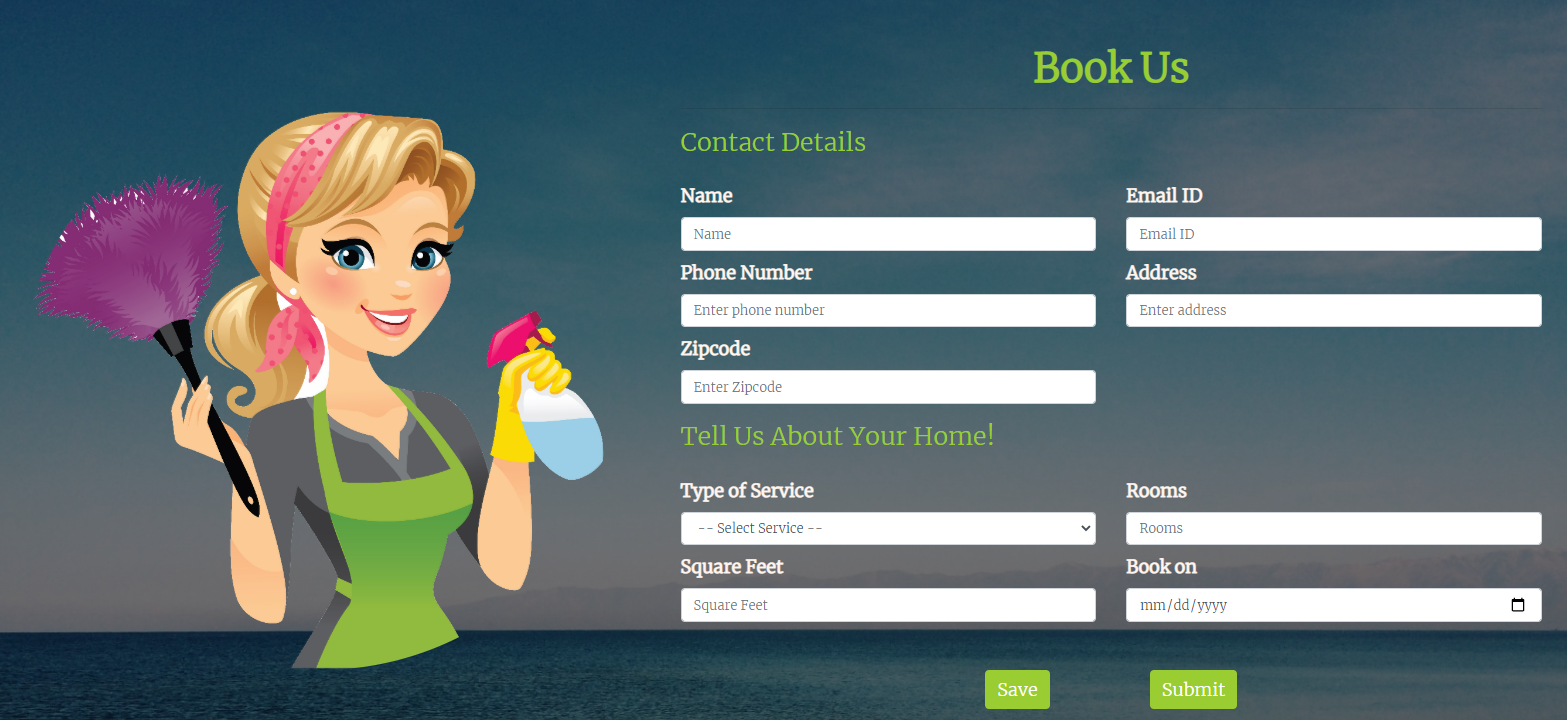 Book Us
Contact Details
Name
Email ID
Name
Email ID
Phone Number
Address
Enter phone number
Enter address
Zipcode
Enter Zipcode
Tell Us About Your Home!
Type of Service
Rooms
-- Select Service --
Rooms
Square Feet
Book on
Square Feet
mm/dd/yyyy
Save
Submit